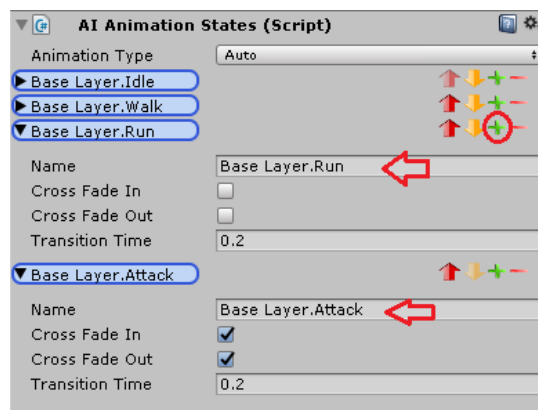 AI Animation States (Script)
Animation Type Auto
Base Layer.Idle
Base Layer.Walk
Base Layer.Run
Name Base Layer.Run
Cross Fade In
Cross Fade Out
Transition Time 0.2
Base Layer.Attack
Name Base Layer.Attack
Cross Fade In
Cross Fade Out
Transition Time 0.2